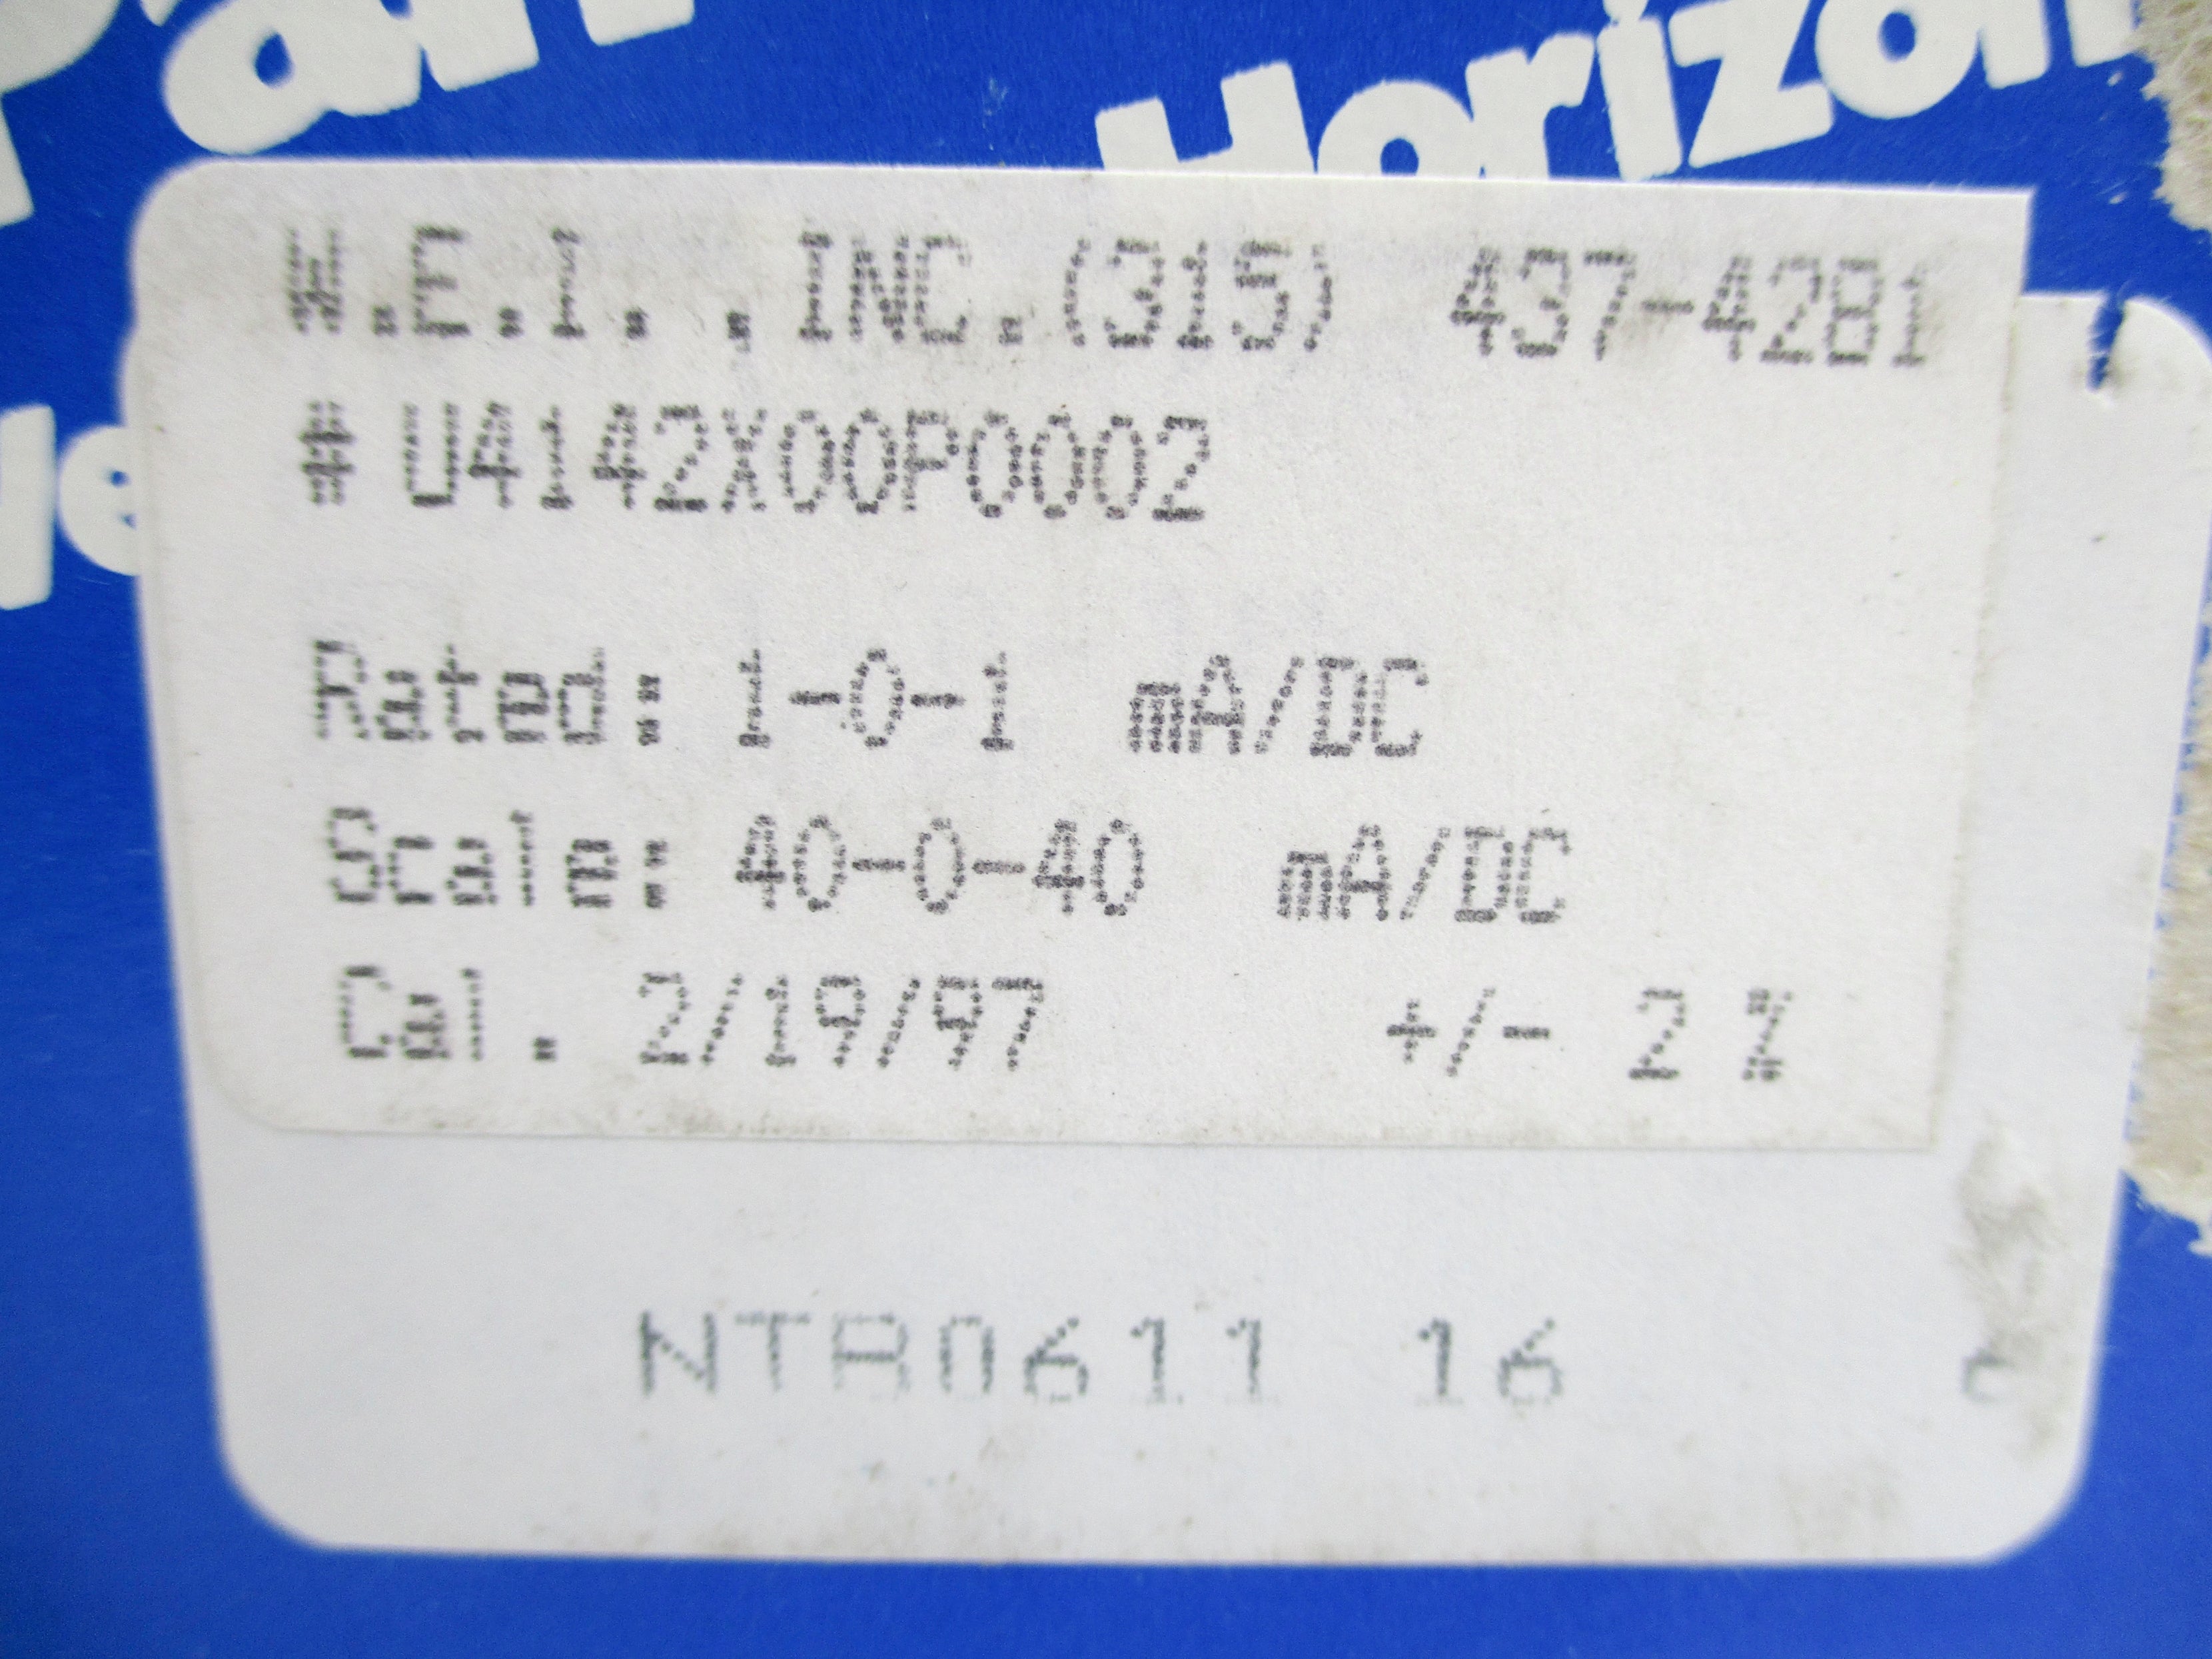 Horizon
W.E.I. ,INC.(315) 437-4281
# U4142X00P0002
Rated: 1-0-1 mA/DC
Scale: 40-0-40 mA/DC
Cal. 2/19/97 +/- 2 %
16